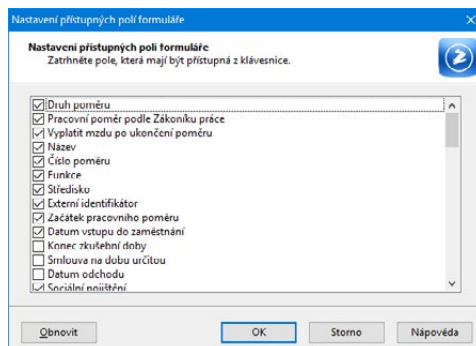 Nastavení přístupných polí formuláře
Nastavení přístupných polí formuláře
Zatrhněte pole, která mají být přístupná z klávesnice.
2
Druh poměru
Pracovní poměr podle Zákoníku práce
Vyplatit mzdu po ukončení poměru
Název
Číslo poměru
Funkce
Středisko
Externí identifikátor
Začátek pracovního poměru
Datum vstupu do zaměstnání
Konec zkušební doby
Smlouva na dobu určitou
Datum odchodu
Sociální pojištění
Obnovit
OK
Storno
Nápověda